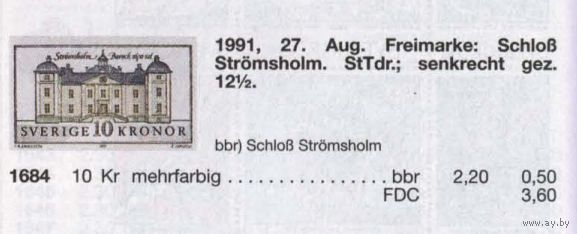 1991, 27. Aug. Freimarke: Schloß
Strömsholm. StTdr.; senkrecht gez.
12½.
Strömsholm
SVERIGE 10 KRONOR
bbr) Schloß Strömsholm
1684 10 Kr mehrfarbig . . . . . . . . . . . . . . . . bbr 2,20 0,50
FDC 3,60
www.ay.by